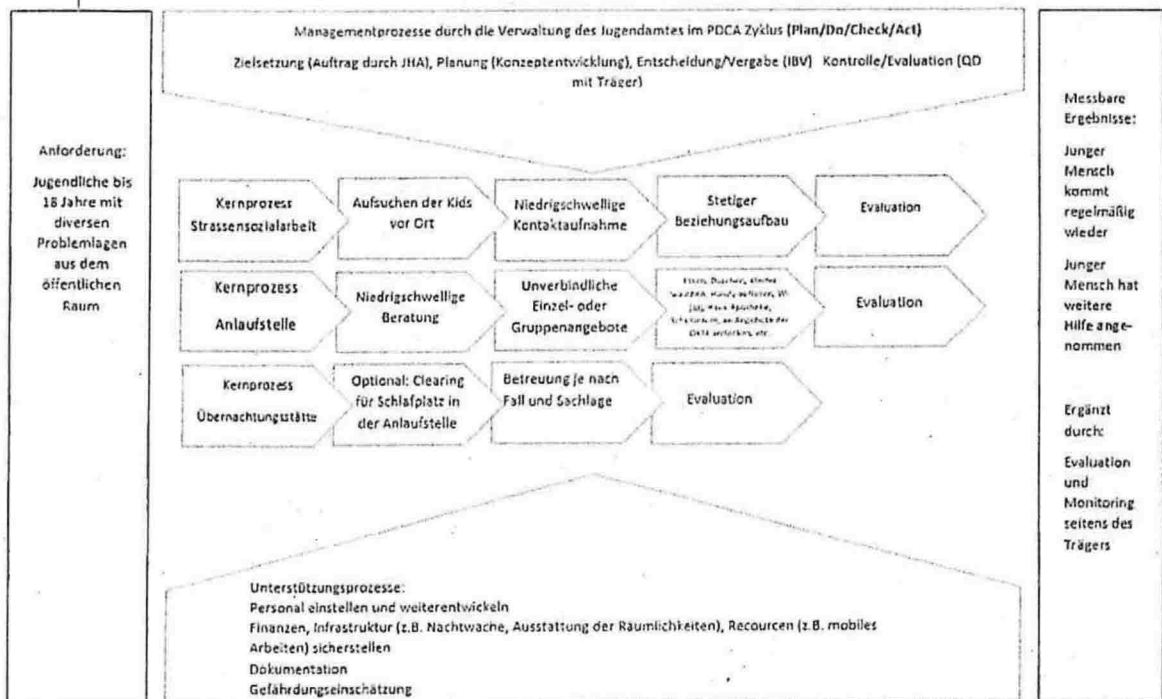 Managementprozesse durch die Verwaltung des Jugendamtes im PDCA Zyklus (Plan/Do/Check/Act)
Zielsetzung (Auftrag durch JHA), Planung (Konzeptentwicklung), Entscheidung/Vergabe (IBV) Kontrolle/Evaluation (QD
mit Träger)
Anforderung:
Jugendliche bis
18 Jahre mit
diversen
Problemlagen
aus dem
öffentlichen
Raum
Kernprozess
Strassensozialarbeit
Aufsuchen der Kids
vor Ort
Niedrigschwellige
Kontaktaufnahme
Stetiger
Beziehungsaufbau
Evaluation
Kernprozess
Anlaufstelle
Niedrigschwellige
Beratung
Unverbindliche
Einzel- oder
Gruppenangebote
Essen, Duschen,
Evaluation
Kernprozess
Übernachtungsstätte
Optional: Clearing
für Schlafplatz in
der Anlaufstelle
Betreuung je nach
Fall und Sachlage
Evaluation
Messbare
Ergebnisse:
Junger
Mensch
kommt
regelmäßig
wieder
Junger
Mensch hat
weitere
Hilfe ange-
nommen
Ergänzt
durch:
Evaluation
und
Monitoring
seitens des
Trägers
Unterstützungsprozesse:
Personal einstellen und weiterentwickeln
Finanzen, Infrastruktur (z.B. Nachtwache, Ausstattung der Räumlichkeiten), Recourcen (z.B. mobiles
Arbeiten) sicherstellen
Dokumentation
Gefährdungseinschätzung